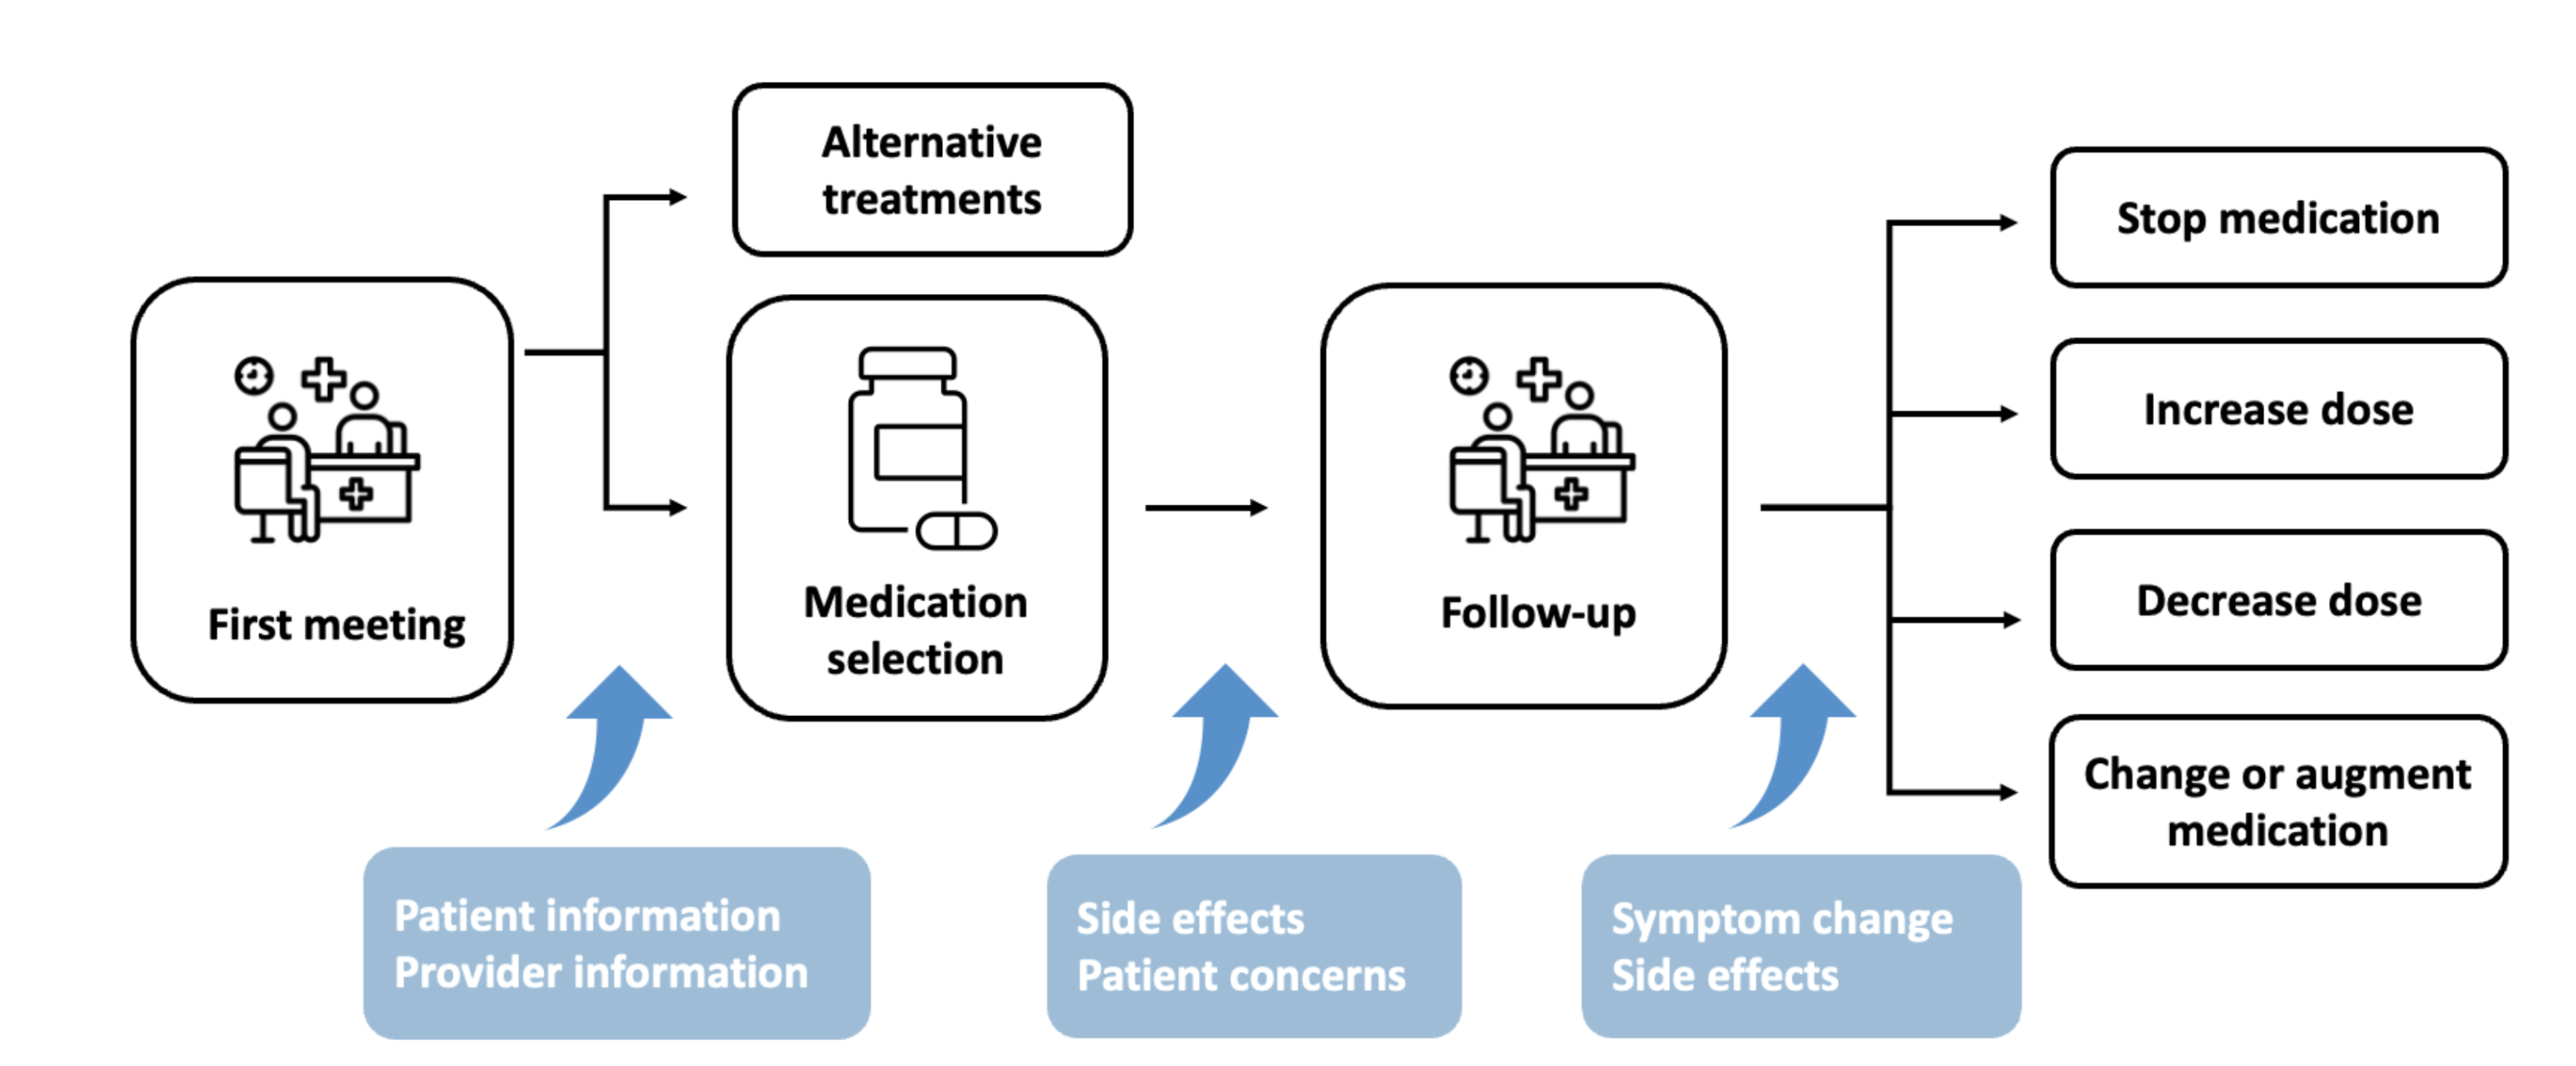 Alternative
treatments
First meeting
Medication
selection
Follow-up
Stop medication
Increase dose
Decrease dose
Change or augment
medication
Patient information
Provider information
Side effects
Patient concerns
Symptom change
Side effects